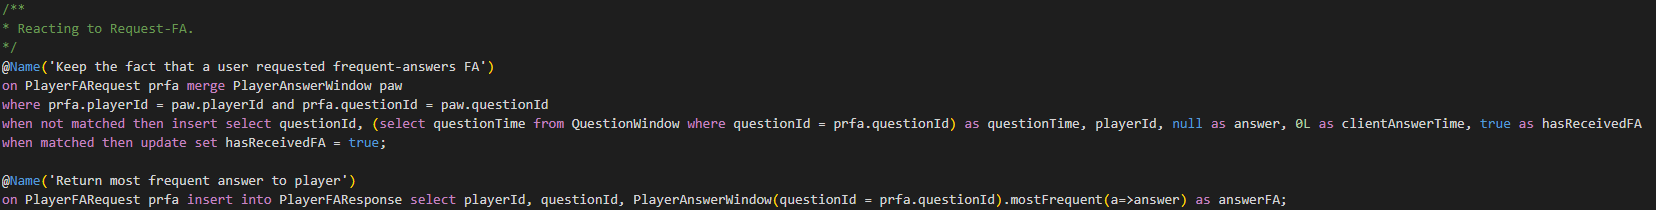 /**
* Reacting to Request-FA.
*/
@Name('Keep the fact that a user requested frequent-answers FA')
on PlayerFARequest prfa merge PlayerAnswerWindow paw
where prfa.playerId = paw.playerId and prfa.questionId = paw.questionId
when not matched then insert select questionId, (select questionTime from QuestionWindow where questionId = prfa.questionId) as questionTime, playerId, null as answer, 0L as clientAnswerTime, true as hasReceivedFA
when matched then update set hasReceivedFA = true;
@Name('Return most frequent answer to player')
on PlayerFARequest prfa insert into PlayerFAResponse select playerId, questionId, PlayerAnswerWindow(questionId = prfa.questionId).mostFrequent(a=>answer) as answerFA;